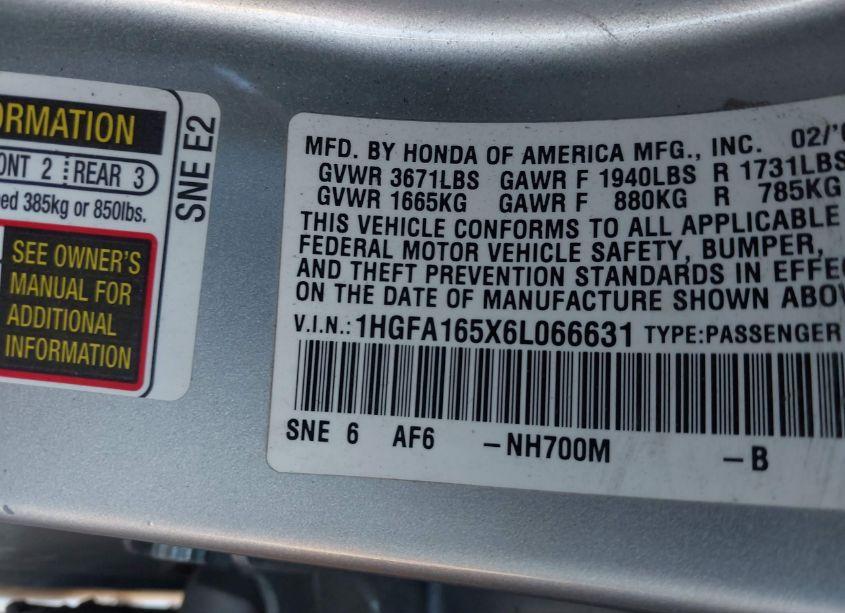 ORMATION
ONT 2 REAR 3
ed 385kg or 850lbs.
SEE OWNER'S
MANUAL FOR
ADDITIONAL
INFORMATION
SNE E2
MFD. BY HONDA OF AMERICA MFG., INC. 02/'0
GVWR 3671LBS GAWR F 1940LBS R 1731LBS
GVWR 1665KG GAWR F 880KG R 785KG
THIS VEHICLE CONFORMS TO ALL APPLICABLE
FEDERAL MOTOR VEHICLE SAFETY, BUMPER,
AND THEFT PREVENTION STANDARDS IN EFFEC
ON THE DATE OF MANUFACTURE SHOWN ABOV
V.I.N.: 1HGFA165X6L066631 TYPE:PASSENGER
SNE 6 AF6 -NH700M -B